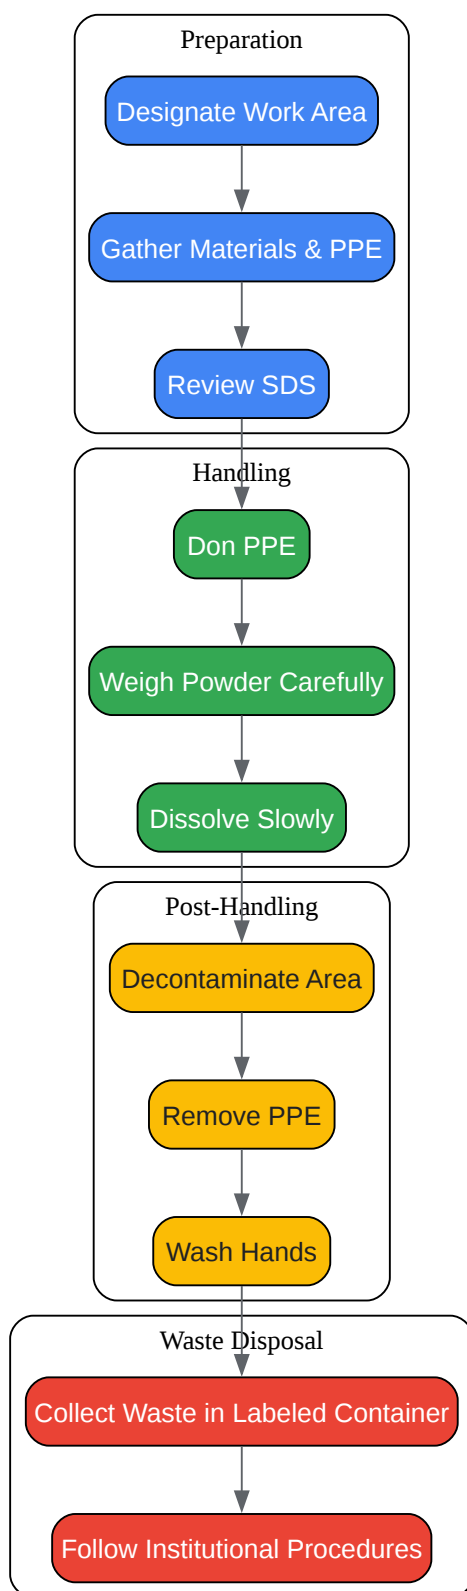 Preparation
Designate Work Area
Gather Materials & PPE
Review SDS
Handling
Don PPE
Weigh Powder Carefully
Dissolve Slowly
Post-Handling
Decontaminate Area
Remove PPE
Wash Hands
Waste Disposal
Collect Waste in Labeled Container
Follow Institutional Procedures